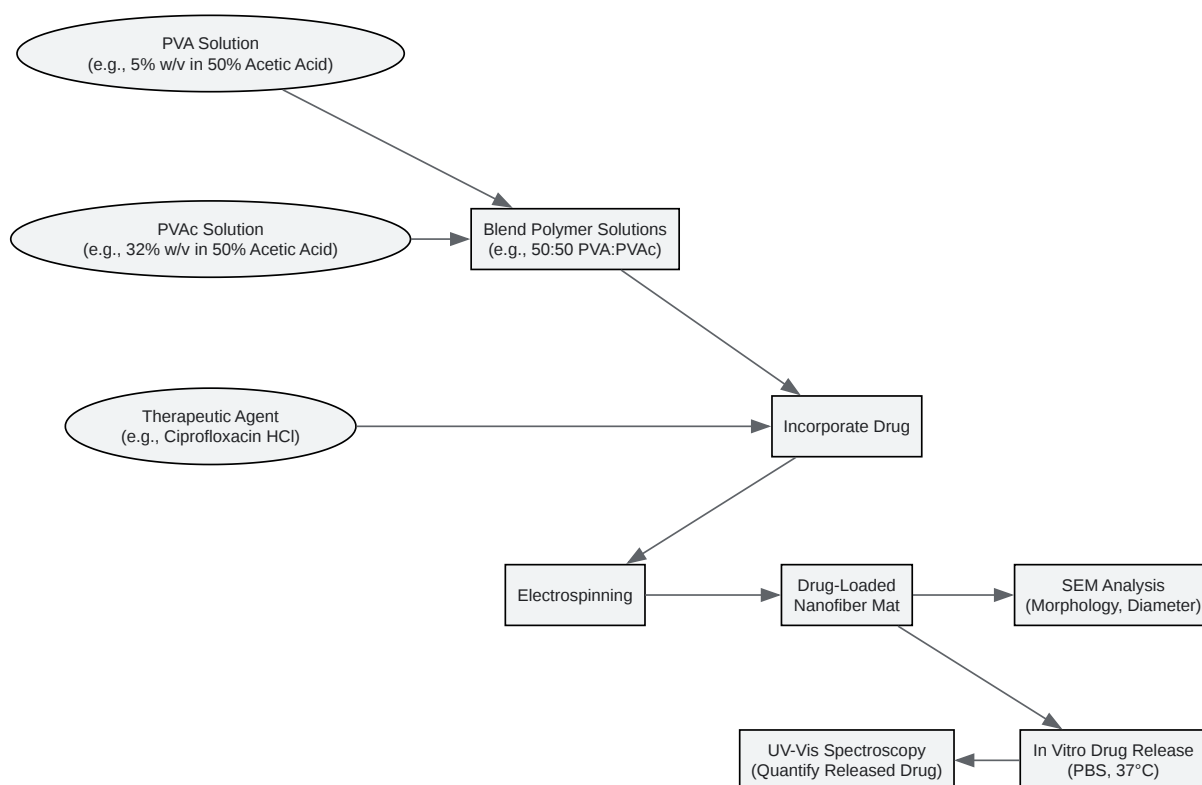 PVA Solution
(e.g., 5% w/v in 50% Acetic Acid)
PVAc Solution
(e.g., 32% w/v in 50% Acetic Acid)
Blend Polymer Solutions
(e.g., 50:50 PVA:PVAc)
Therapeutic Agent
(e.g., Ciprofloxacin HCl)
Incorporate Drug
Electrospinning
Drug-Loaded
Nanofiber Mat
SEM Analysis
(Morphology, Diameter)
UV-Vis Spectroscopy
(Quantify Released Drug)
In Vitro Drug Release
(PBS, 37°C)